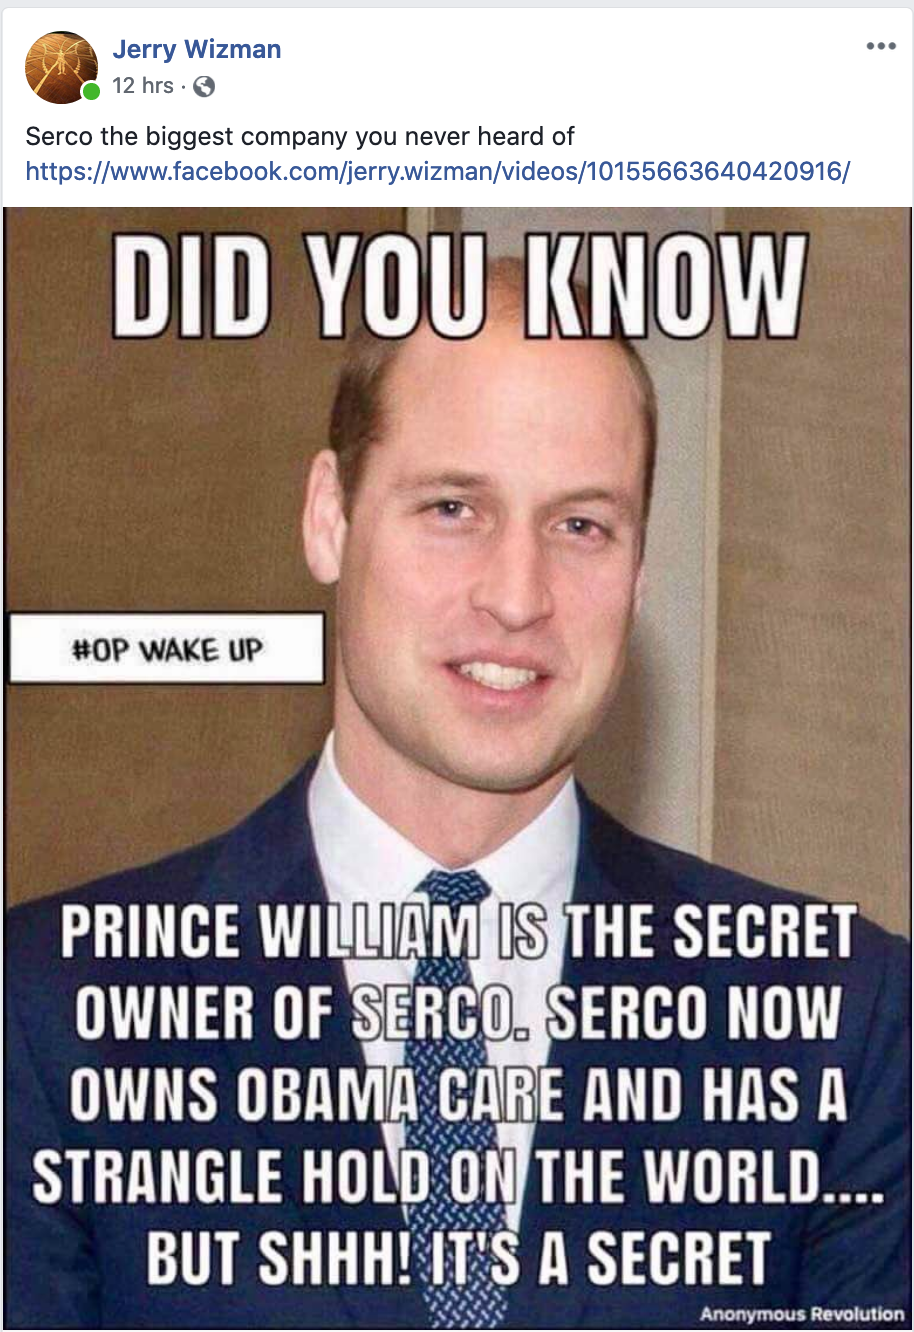 Jerry Wizman
12 hrs ·
Serco the biggest company you never heard of
https://www.facebook.com/jerry.wizman/videos/10155663640420916/
DID YOU KNOW
#OP WAKE UP
PRINCE WILLIAM IS THE SECRET
OWNER OF SERCO. SERCO NOW
OWNS OBAMA CARE AND HAS A
STRANGLE HOLD ON THE WORLD....
BUT SHHH! IT'S A SECRET
Anonymous Revolution